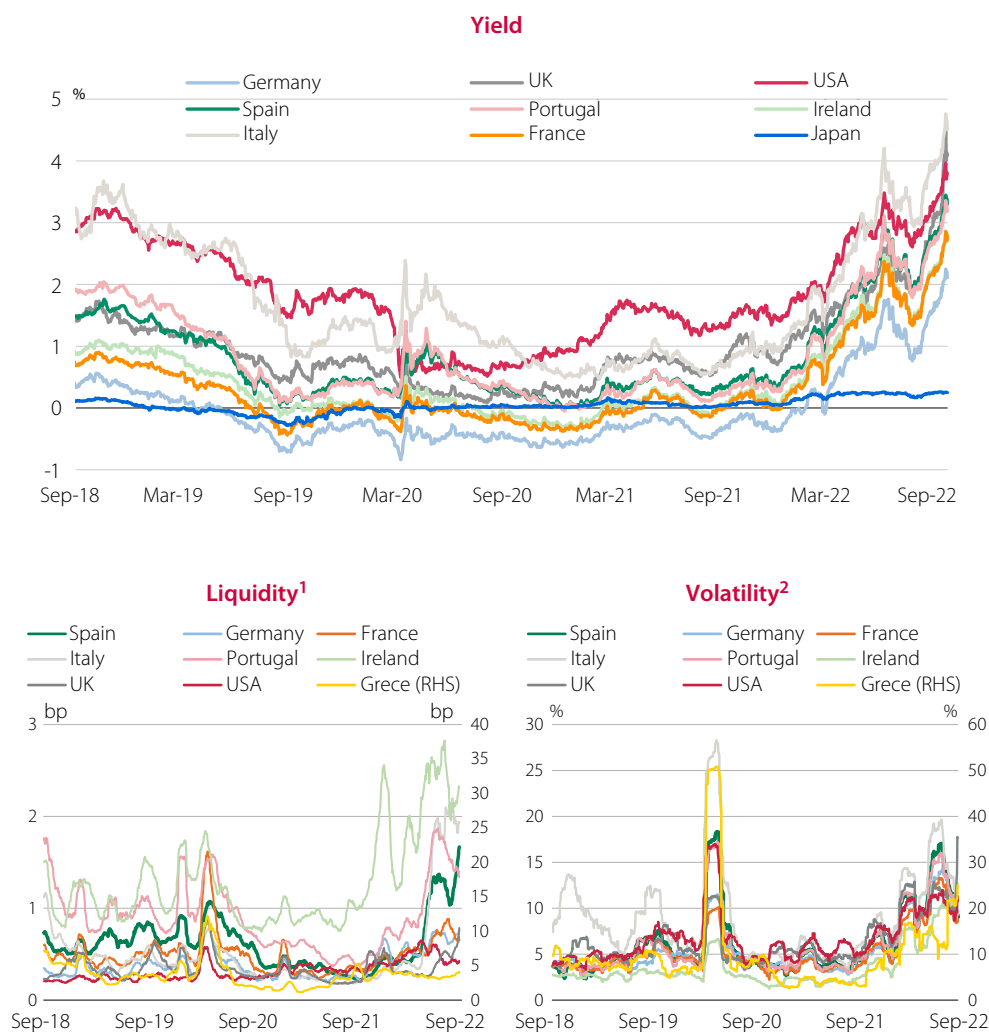 Yield
Germany UK USA
5 %
Spain Portugal Ireland
Italy France Japan
4
3
2
1
0
-1
Sep-18 Mar-19 Sep-19 Mar-20 Sep-20 Mar-21 Sep-21 Mar-22 Sep-22
Liquidity1
Spain Germany France
Italy Portugal Ireland
UK USA Grece (RHS)
bp bp
3 40
35
30
2 25
20
15
1 10
5
0 0
Sep-18 Sep-19 Sep-20 Sep-21 Sep-22
Volatility2
Spain Germany France
Italy Portugal Ireland
UK USA Grece (RHS)
% %
30 60
25 50
20 40
15 30
10 20
5 10
0 0
Sep-18 Sep-19 Sep-20 Sep-21 Sep-22